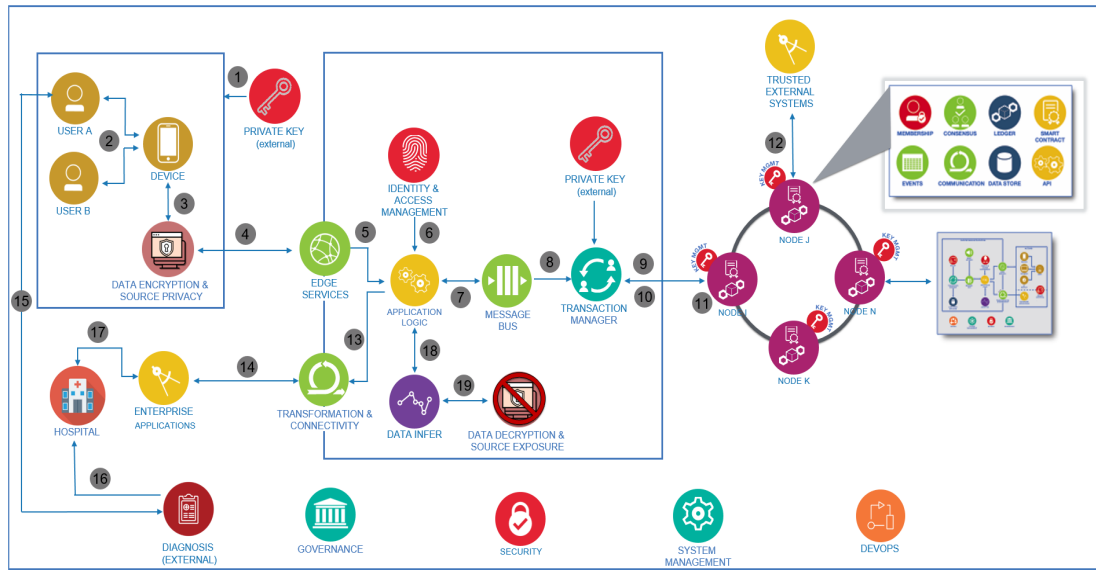 1
PRIVATE KEY
(external)
USER A
2
DEVICE
USER B
3
DATA ENCRYPTION &
SOURCE PRIVACY
4
EDGE
SERVICES
5
IDENTITY &
ACCESS
MANAGEMENT
6
APPLICATION
LOGIC
7
MESSAGE
BUS
8
PRIVATE KEY
(external)
TRANSACTION
MANAGER
9
10
11
TRUSTED
EXTERNAL
SYSTEMS
12
KEY MGMT
NODE J
KEY MGMT
NODE I
KEY MGMT
NODE N
KEY MGMT
NODE K
MEMBERSHIP
CONSENSUS
LEDGER
SMART
CONTRACT
EVENTS
COMMUNICATION
DATA STORE
API
13
14
15
16
17
18
19
HOSPITAL
ENTERPRISE
APPLICATIONS
TRANSFORMATION &
CONNECTIVITY
DATA INFER
DATA DECRYPTION &
SOURCE EXPOSURE
DIAGNOSIS
(EXTERNAL)
GOVERNANCE
SECURITY
SYSTEM
MANAGEMENT
DEVOPS